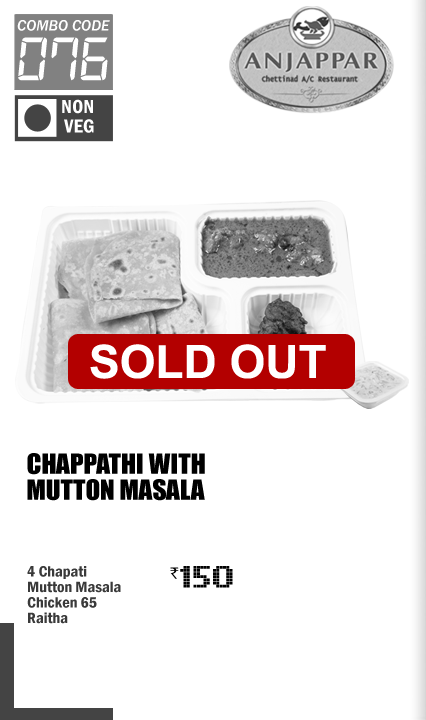 COMBO CODE
076
NON
VEG
ANJAPPAR
Chettinad A/C Restaurant
SOLD OUT
CHAPPATHI WITH
MUTTON MASALA
4 Chapati
Mutton Masala
Chicken 65
Raitha
₹150